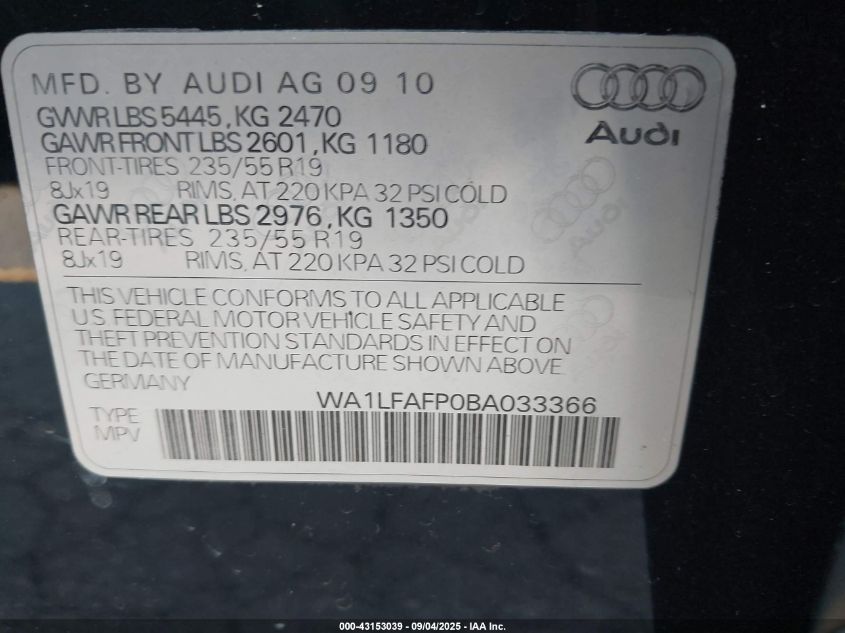 MFD. BY AUDI AG 09 10
GVWR LBS 5445, KG 2470
GAWR FRONT LBS 2601, KG 1180
FRONT-TIRES 235/55 R19
8Jx19 RIMS, AT 220 KPA 32 PSI COLD
GAWR REAR LBS 2976, KG 1350
REAR-TIRES 235/55 R19
8Jx19 RIMS, AT 220 KPA 32 PSI COLD
Audi
THIS VEHICLE CONFORMS TO ALL APPLICABLE
U.S. FEDERAL MOTOR VEHICLE SAFETY AND
THEFT PREVENTION STANDARDS IN EFFECT ON
THE DATE OF MANUFACTURE SHOWN ABOVE
GERMANY
WA1LFAFP0BA033366
TYPE
MPV
000-43153039 - 09/04/2025 - IAA Inc.